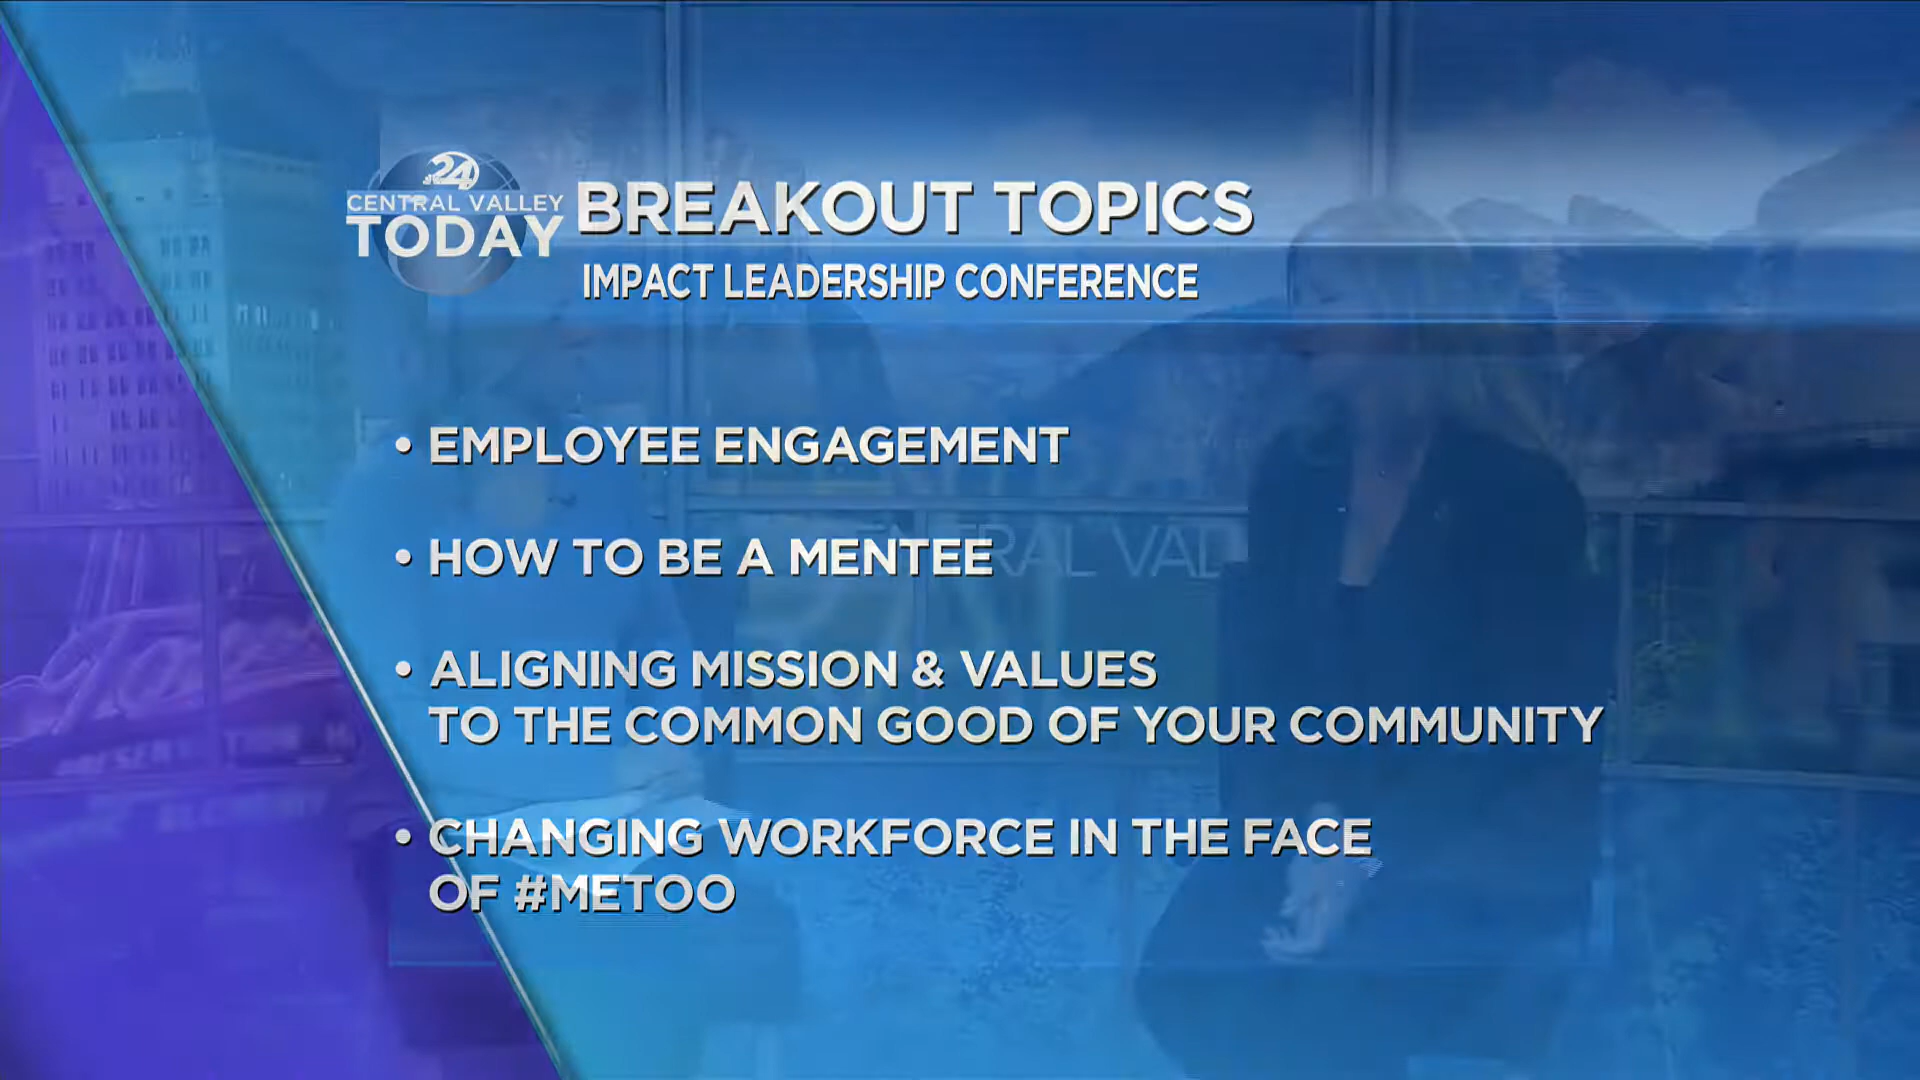 24
CENTRAL VALLEY
TODAY
BREAKOUT TOPICS
IMPACT LEADERSHIP CONFERENCE
• EMPLOYEE ENGAGEMENT
• HOW TO BE A MENTEE
• ALIGNING MISSION & VALUES
TO THE COMMON GOOD OF YOUR COMMUNITY
• CHANGING WORKFORCE IN THE FACE
OF #METOO